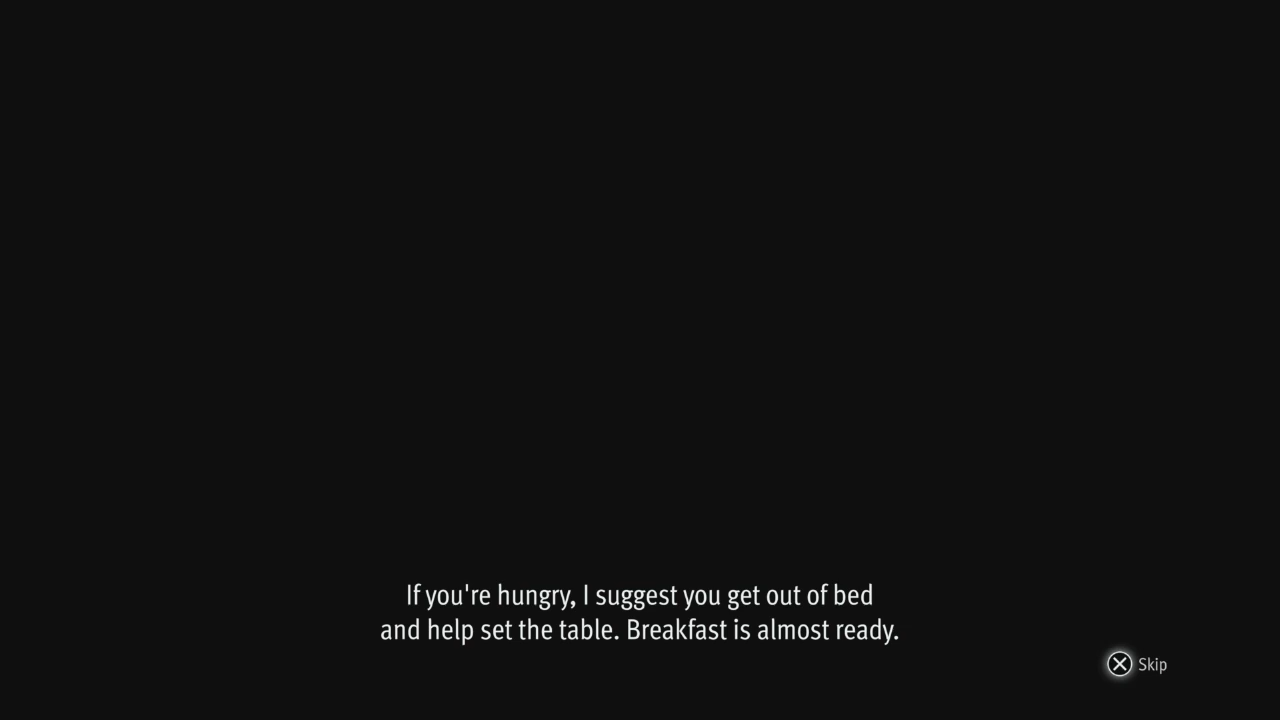 If you're hungry, I suggest you get out of bed
and help set the table. Breakfast is almost ready.
Skip